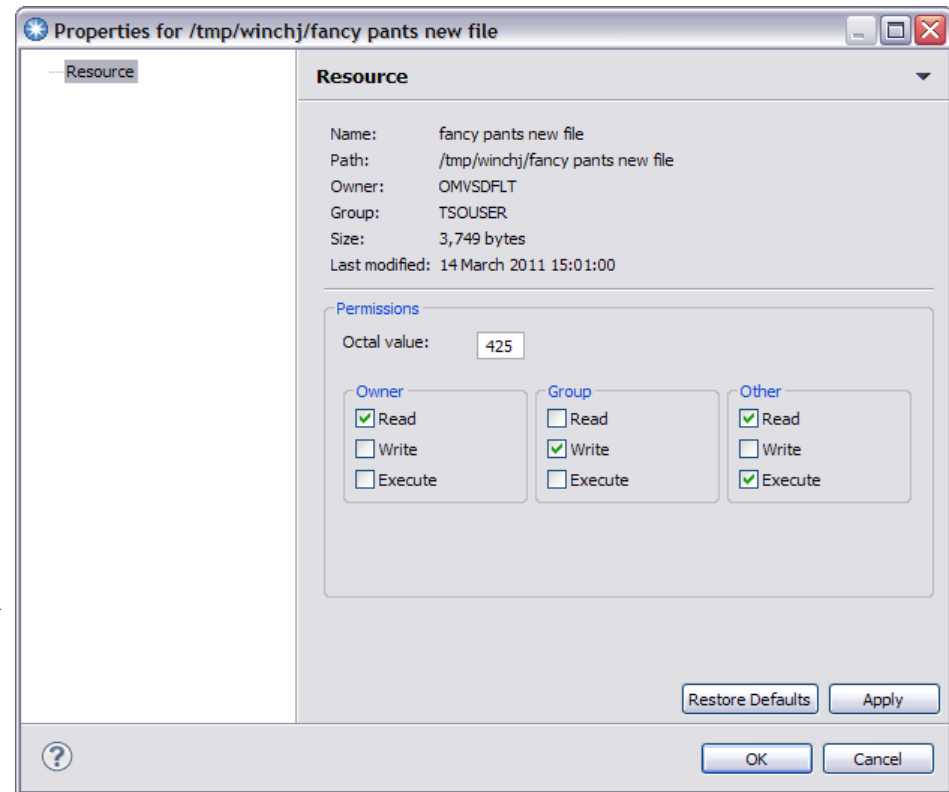 Properties for /tmp/winchj/fancy pants new file
Resource
Resource
Name: fancy pants new file
Path: /tmp/winchj/fancy pants new file
Owner: OMVSDFLT
Group: TSOUSER
Size: 3,749 bytes
Last modified: 14 March 2011 15:01:00
Permissions
Octal value: 425
Owner Group Other
Read Read Read
Write Write Write
Execute Execute Execute
Restore Defaults Apply
? OK Cancel